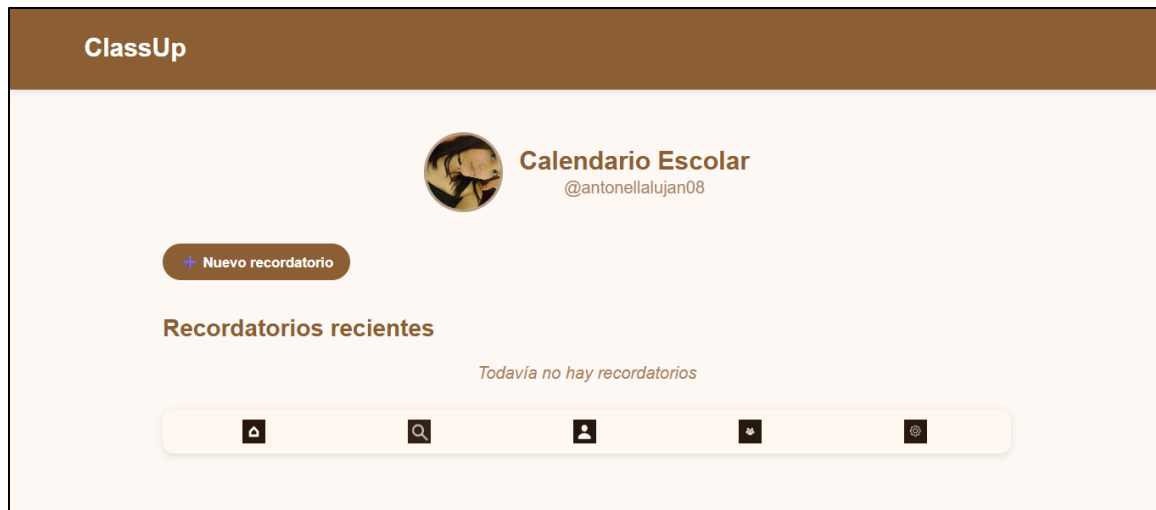 ClassUp
Calendario Escolar
@antonellalujan08
+ Nuevo recordatorio
Recordatorios recientes
Todavía no hay recordatorios